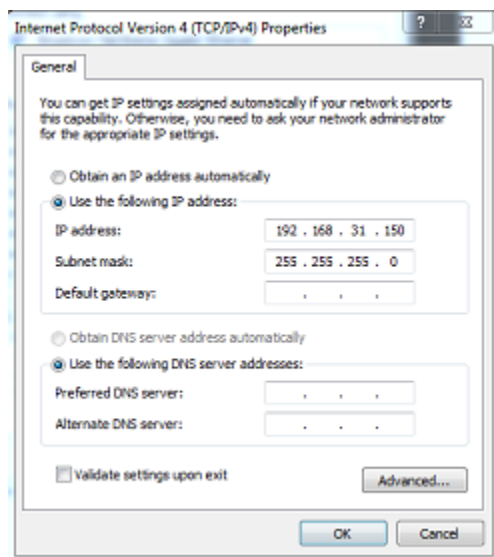 Internet Protocol Version 4 (TCP/IPv4) Properties
?
General
You can get IP settings assigned automatically if your network supports
this capability. Otherwise, you need to ask your network administrator
for the appropriate IP settings.
Obtain an IP address automatically
Use the following IP address:
IP address: 192 . 168 . 31 . 150
Subnet mask: 255 . 255 . 255 . 0
Default gateway: . . .
Obtain DNS server address automatically
Use the following DNS server addresses:
Preferred DNS server: . . .
Alternate DNS server: . . .
Validate settings upon exit
Advanced...
OK Cancel